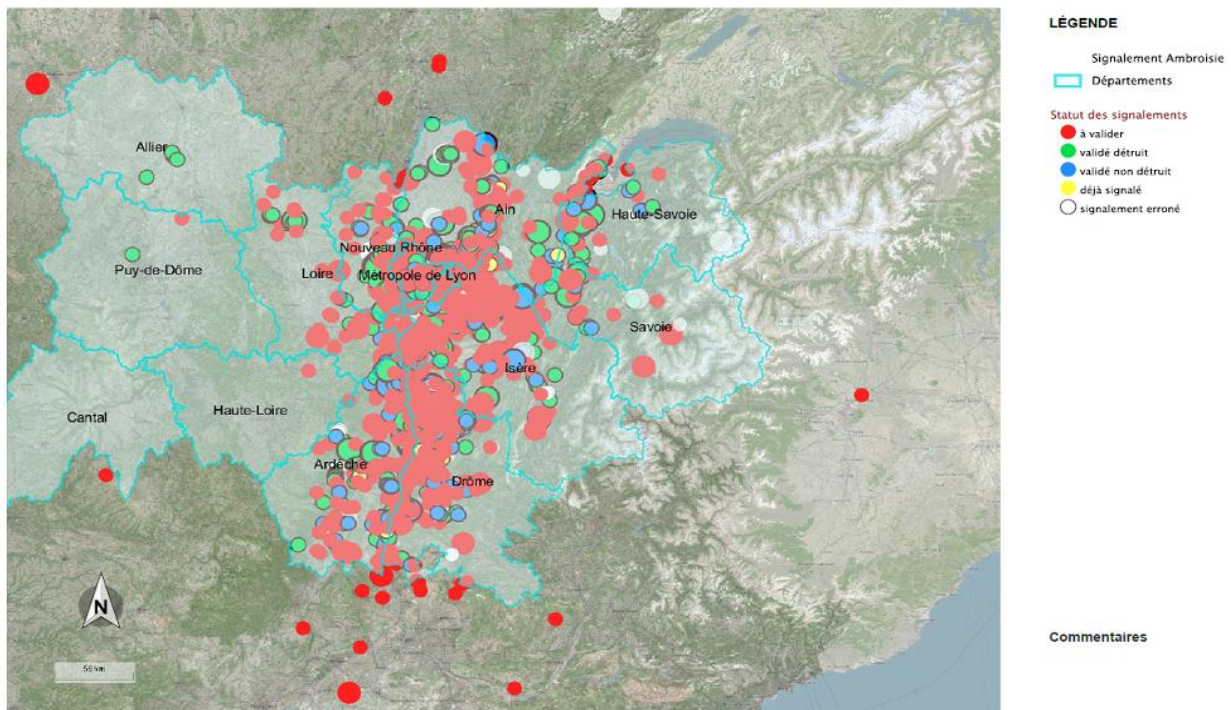 LÉGENDE
Signalement Ambroisie
Départements
Statut des signalements
à valider
validé détruit
validé non détruit
déjà signalé
signalement erroné
Allier
Ain
Haute-Savoie
Nouveau Rhône
Puy-de-Dôme
Loire
Métropole de Lyon
Savoie
Isère
Cantal
Haute-Loire
Ardèche
Drôme
N
56 km
Commentaires